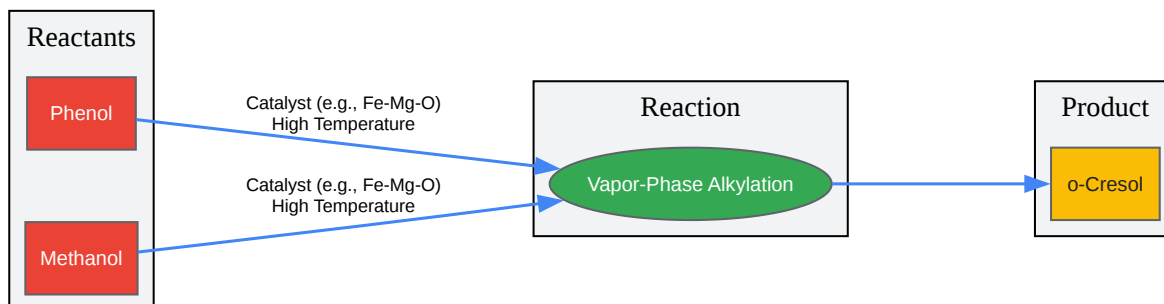 Reactants
Phenol
Methanol
Catalyst (e.g., Fe-Mg-O)
High Temperature
Catalyst (e.g., Fe-Mg-O)
High Temperature
Reaction
Vapor-Phase Alkylation
Product
o-Cresol